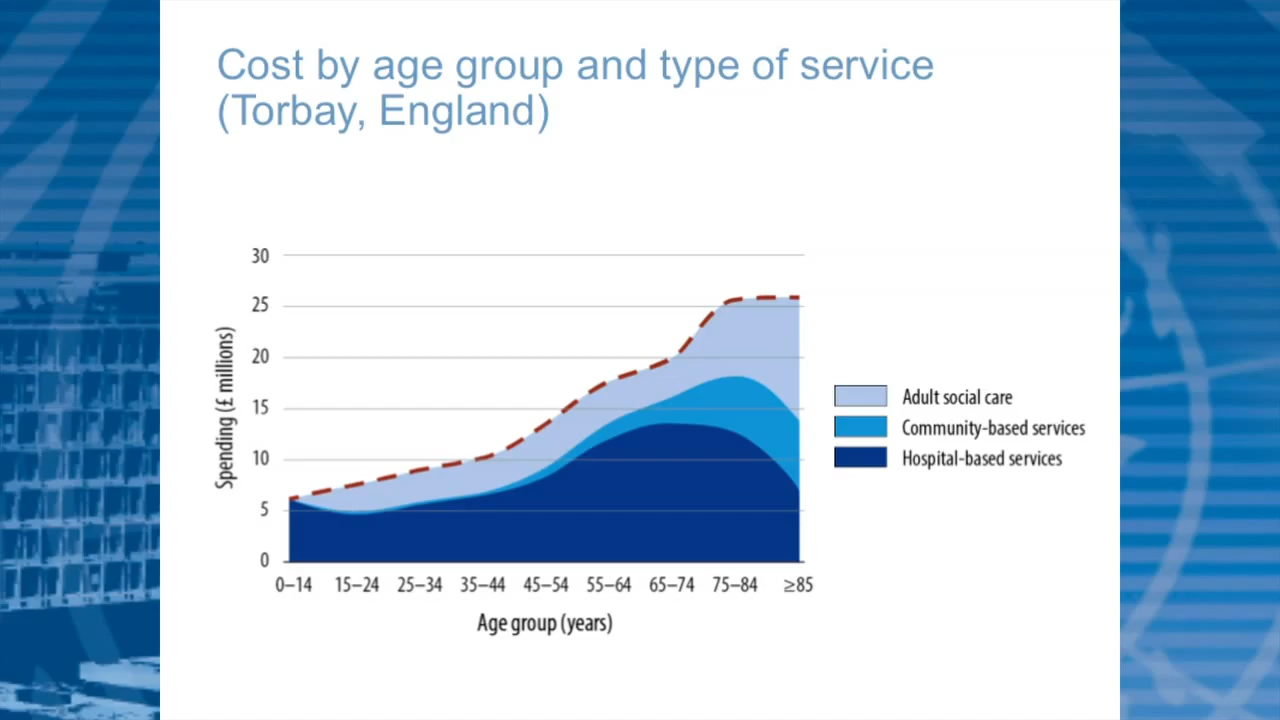 Cost by age group and type of service
(Torbay, England)
30
25
20
15
10
5
0
Spending (£ millions)
0–14 15–24 25–34 35–44 45–54 55–64 65–74 75–84 ≥85
Age group (years)
Adult social care
Community-based services
Hospital-based services